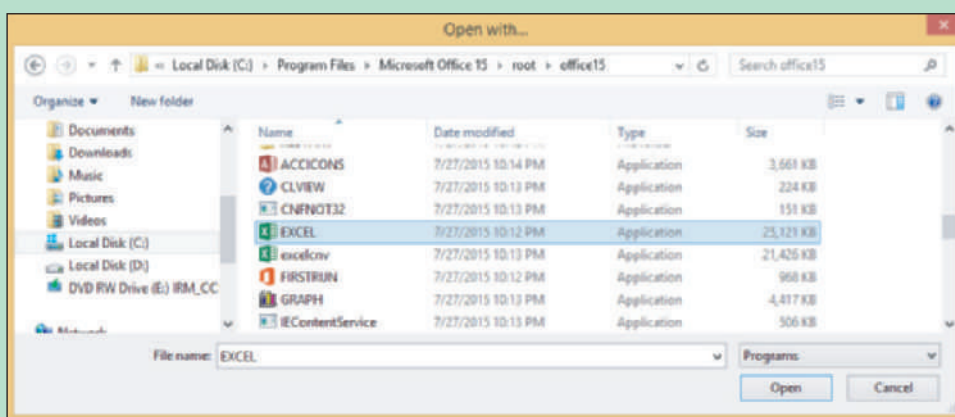 Open with...
« Local Disk (C:) › Program Files › Microsoft Office 15 › root › office15
Search office15
Organize
New folder
Documents
Downloads
Music
Pictures
Videos
Local Disk (C:)
Local Disk (D:)
DVD RW Drive (E:) IRM_CC
Network
Name Date modified Type Size
ACCICONS 7/27/2015 10:14 PM Application 3,661 KB
CLVIEW 7/27/2015 10:13 PM Application 224 KB
CNFNOT32 7/27/2015 10:13 PM Application 151 KB
EXCEL 7/27/2015 10:12 PM Application 25,121 KB
excelcnv 7/27/2015 10:13 PM Application 21,426 KB
FIRSTRUN 7/27/2015 10:12 PM Application 968 KB
GRAPH 7/27/2015 10:13 PM Application 4,417 KB
IEContentService 7/27/2015 10:13 PM Application 506 KB
File name: EXCEL
Programs
Open
Cancel